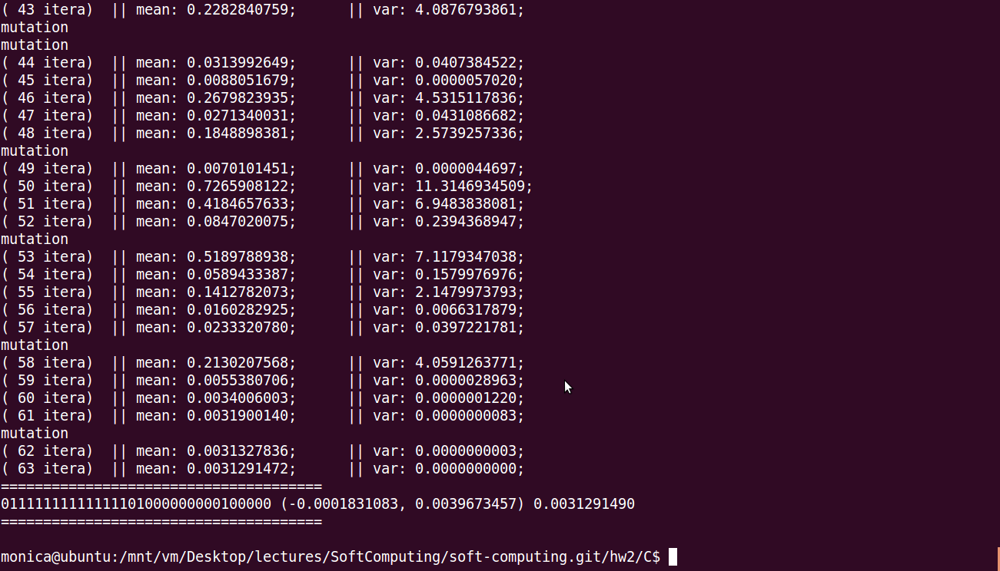 ( 43 itera)  || mean: 0.2282840759;      || var: 4.0876793861;
mutation
mutation
( 44 itera)  || mean: 0.0313992649;      || var: 0.0407384522;
( 45 itera)  || mean: 0.0088051679;      || var: 0.0000057020;
( 46 itera)  || mean: 0.2679823935;      || var: 4.5315117836;
( 47 itera)  || mean: 0.0271340031;      || var: 0.0431086682;
( 48 itera)  || mean: 0.1848898381;      || var: 2.5739257336;
mutation
( 49 itera)  || mean: 0.0070101451;      || var: 0.0000044697;
( 50 itera)  || mean: 0.7265908122;      || var: 11.3146934509;
( 51 itera)  || mean: 0.4184657633;      || var: 6.9483838081;
( 52 itera)  || mean: 0.0847020075;      || var: 0.2394368947;
mutation
( 53 itera)  || mean: 0.5189788938;      || var: 7.1179347038;
( 54 itera)  || mean: 0.0589433387;      || var: 0.1579976976;
( 55 itera)  || mean: 0.1412782073;      || var: 2.1479973793;
( 56 itera)  || mean: 0.0160282925;      || var: 0.0066317879;
( 57 itera)  || mean: 0.0233320780;      || var: 0.0397221781;
mutation
( 58 itera)  || mean: 0.2130207568;      || var: 4.0591263771;
( 59 itera)  || mean: 0.0055380706;      || var: 0.0000028963;
( 60 itera)  || mean: 0.0034006003;      || var: 0.0000001220;
( 61 itera)  || mean: 0.0031900140;      || var: 0.0000000083;
mutation
( 62 itera)  || mean: 0.0031327836;      || var: 0.0000000003;
( 63 itera)  || mean: 0.0031291472;      || var: 0.0000000000;
======================================
01111111111111101000000000100000 (-0.0001831083, 0.0039673457) 0.0031291490
======================================
monica@ubuntu:/mnt/vm/Desktop/lectures/SoftComputing/soft-computing.git/hw2/C$